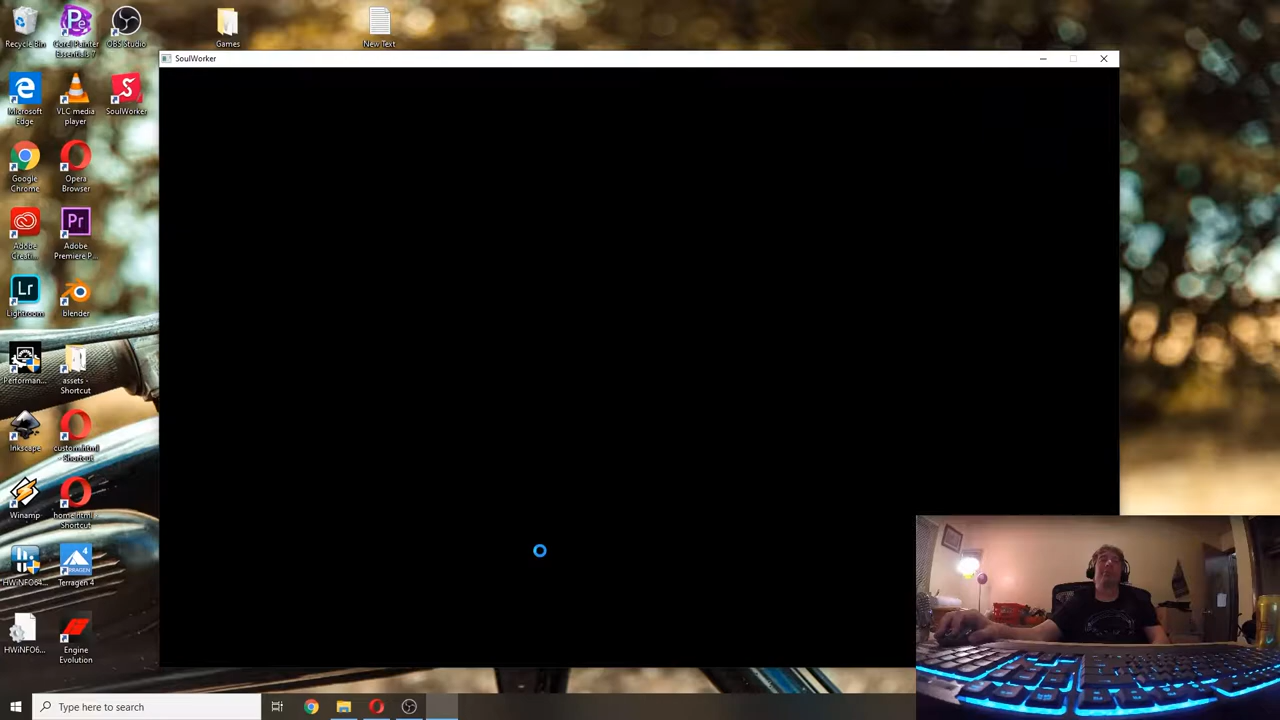 Recycle Bin
Corel Painter
Essentials 7
OBS Studio
Games
New Text
SoulWorker
Microsoft
Edge
VLC media
player
SoulWorker
Google
Chrome
Opera
Browser
Adobe
Creati...
Adobe
Premiere P...
Lightroom
blender
Performan...
assets -
Shortcut
Inkscape
custom.html
- Shortcut
Winamp
home.html -
Shortcut
HWiNFO64...
Terragen 4
HWiNFO6...
Engine
Evolution
Type here to search